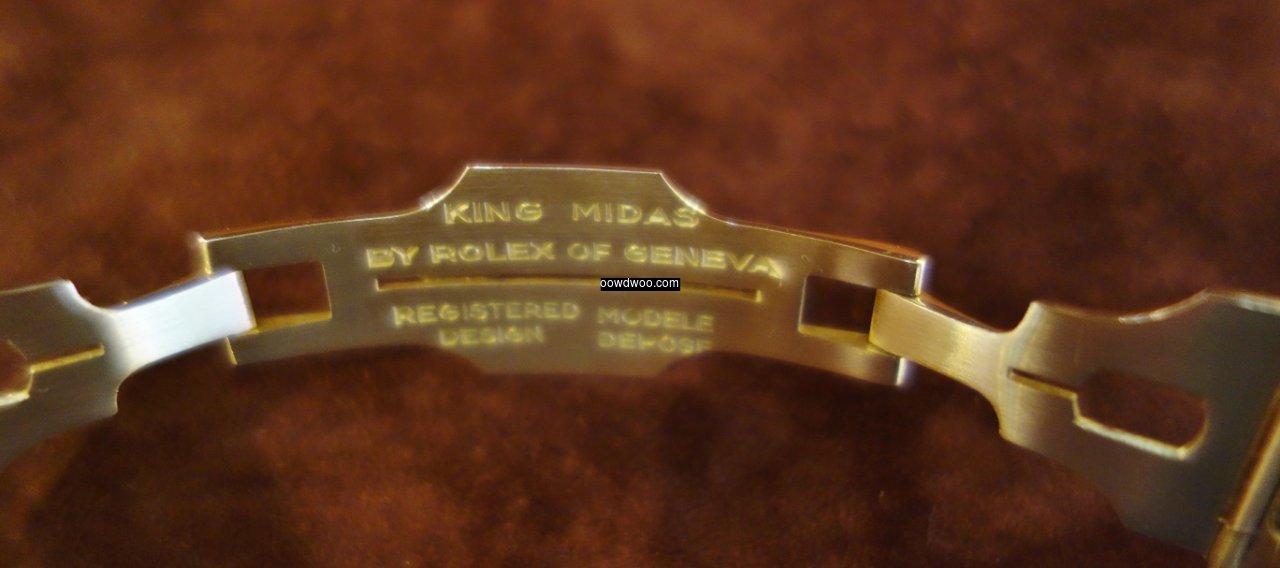 KING MIDAS
BY ROLEX OF GENEVA
oowdwoo.com
REGISTERED MODELE
DESIGN DEPOSE